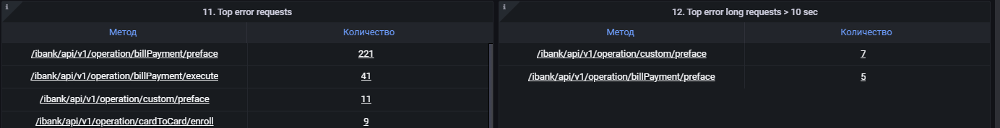 i
11. Top error requests
Метод Количество
/ibank/api/v1/operation/billPayment/preface 221
/ibank/api/v1/operation/billPayment/execute 41
/ibank/api/v1/operation/custom/preface 11
/ibank/api/v1/operation/cardToCard/enroll 9
i
12. Top error long requests > 10 sec
Метод Количество
/ibank/api/v1/operation/custom/preface 7
/ibank/api/v1/operation/billPayment/preface 5